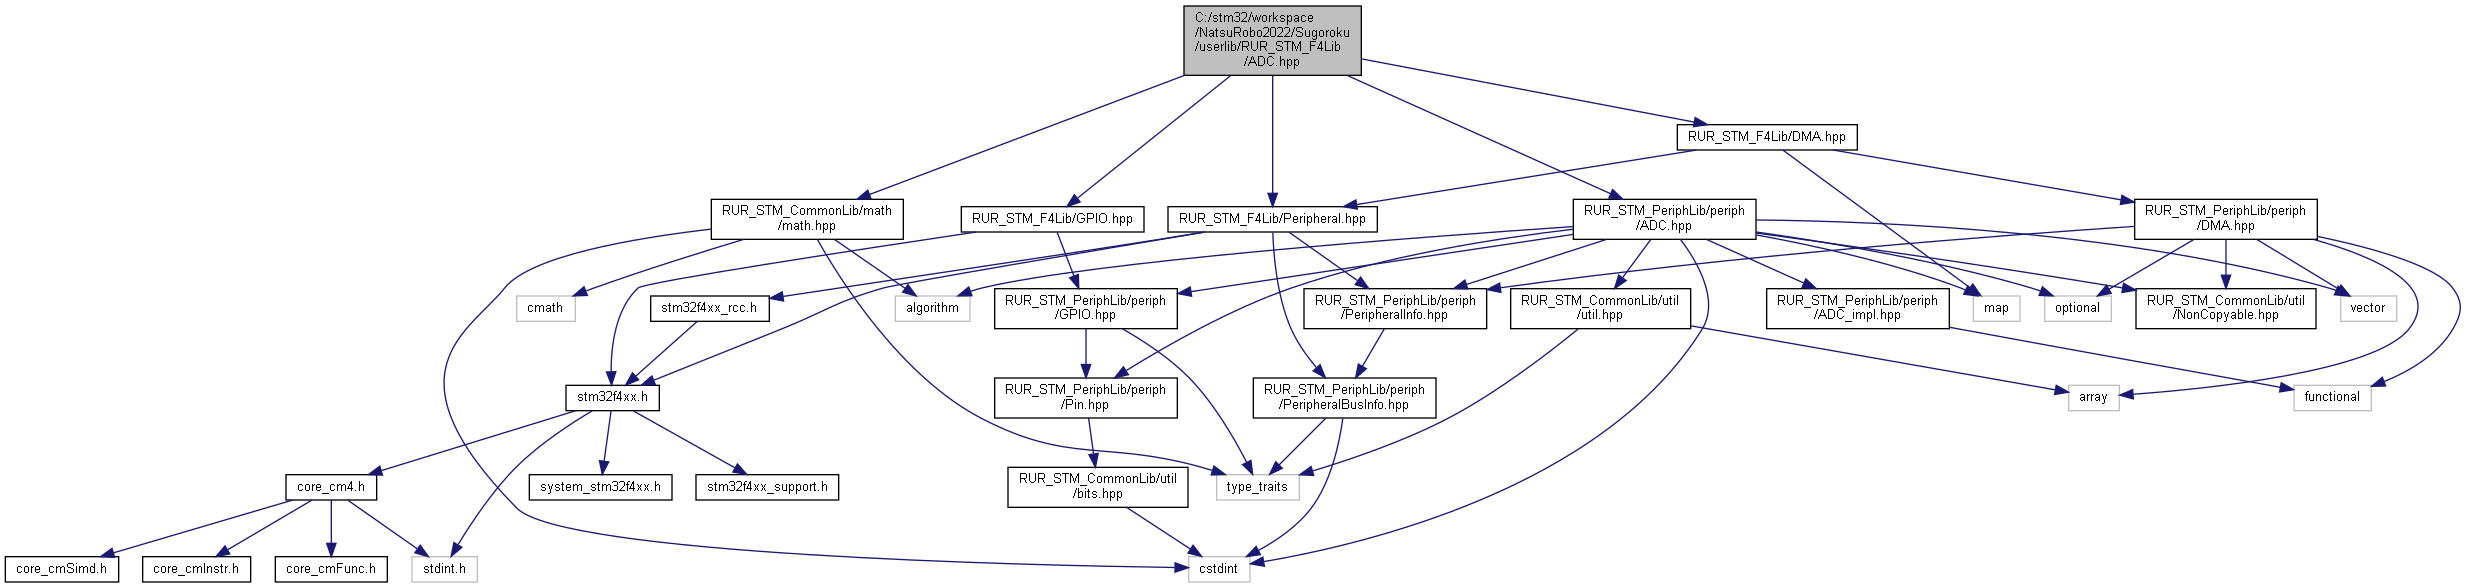 C:/stm32/workspace
/NatsuRobo2022/Sugoroku
/userlib/RUR_STM_F4Lib
/ADC.hpp
RUR_STM_F4Lib/DMA.hpp
RUR_STM_CommonLib/math
/math.hpp
RUR_STM_F4Lib/GPIO.hpp
RUR_STM_F4Lib/Peripheral.hpp
RUR_STM_PeriphLib/periph
/ADC.hpp
RUR_STM_PeriphLib/periph
/DMA.hpp
cmath
stm32f4xx_rcc.h
algorithm
RUR_STM_PeriphLib/periph
/GPIO.hpp
RUR_STM_PeriphLib/periph
/PeripheralInfo.hpp
RUR_STM_CommonLib/util
/util.hpp
RUR_STM_PeriphLib/periph
/ADC_impl.hpp
map
optional
RUR_STM_CommonLib/util
/NonCopyable.hpp
vector
stm32f4xx.h
RUR_STM_PeriphLib/periph
/Pin.hpp
RUR_STM_PeriphLib/periph
/PeripheralBusInfo.hpp
array
functional
core_cm4.h
system_stm32f4xx.h
stm32f4xx_support.h
RUR_STM_CommonLib/util
/bits.hpp
type_traits
core_cmSimd.h
core_cmInstr.h
core_cmFunc.h
stdint.h
cstdint